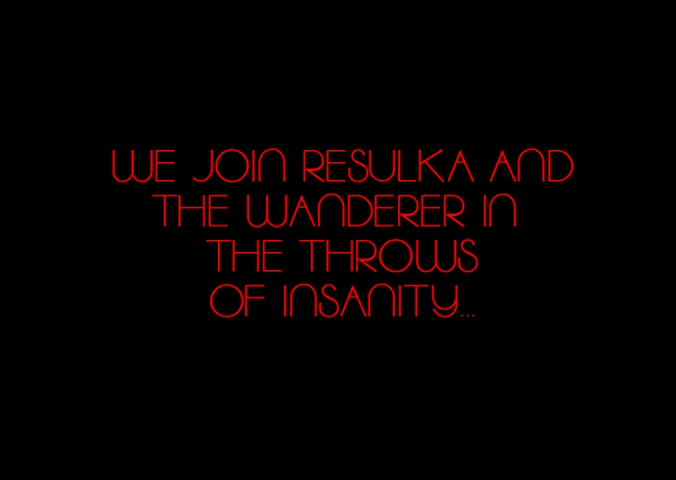 WE JOIN RESULKA AND
THE WANDERER IN
THE THROWS
OF INSANITY...